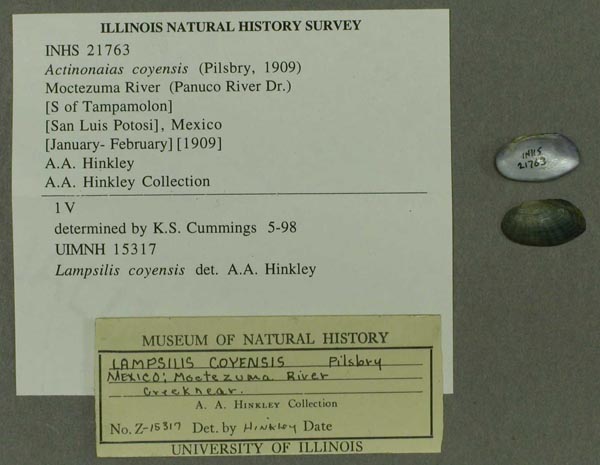 ILLINOIS NATURAL HISTORY SURVEY
INHS 21763
Actinonaias coyensis (Pilsbry, 1909)
Moctezuma River (Panuco River Dr.)
[S of Tampamolon]
[San Luis Potosi], Mexico
[January- February] [1909]
A.A. Hinkley
A.A. Hinkley Collection
1 V
determined by K.S. Cummings 5-98
UIMNH 15317
Lampsilis coyensis det. A.A. Hinkley
INHS
21763
MUSEUM OF NATURAL HISTORY
LAMPSILIS COYENSIS Pilsbry
MEXICO: Moctezuma River
Creeknear.
A. A. HINKLEY COLLECTION
No. Z-15317 Det. by HINKLEY Date
UNIVERSITY OF ILLINOIS